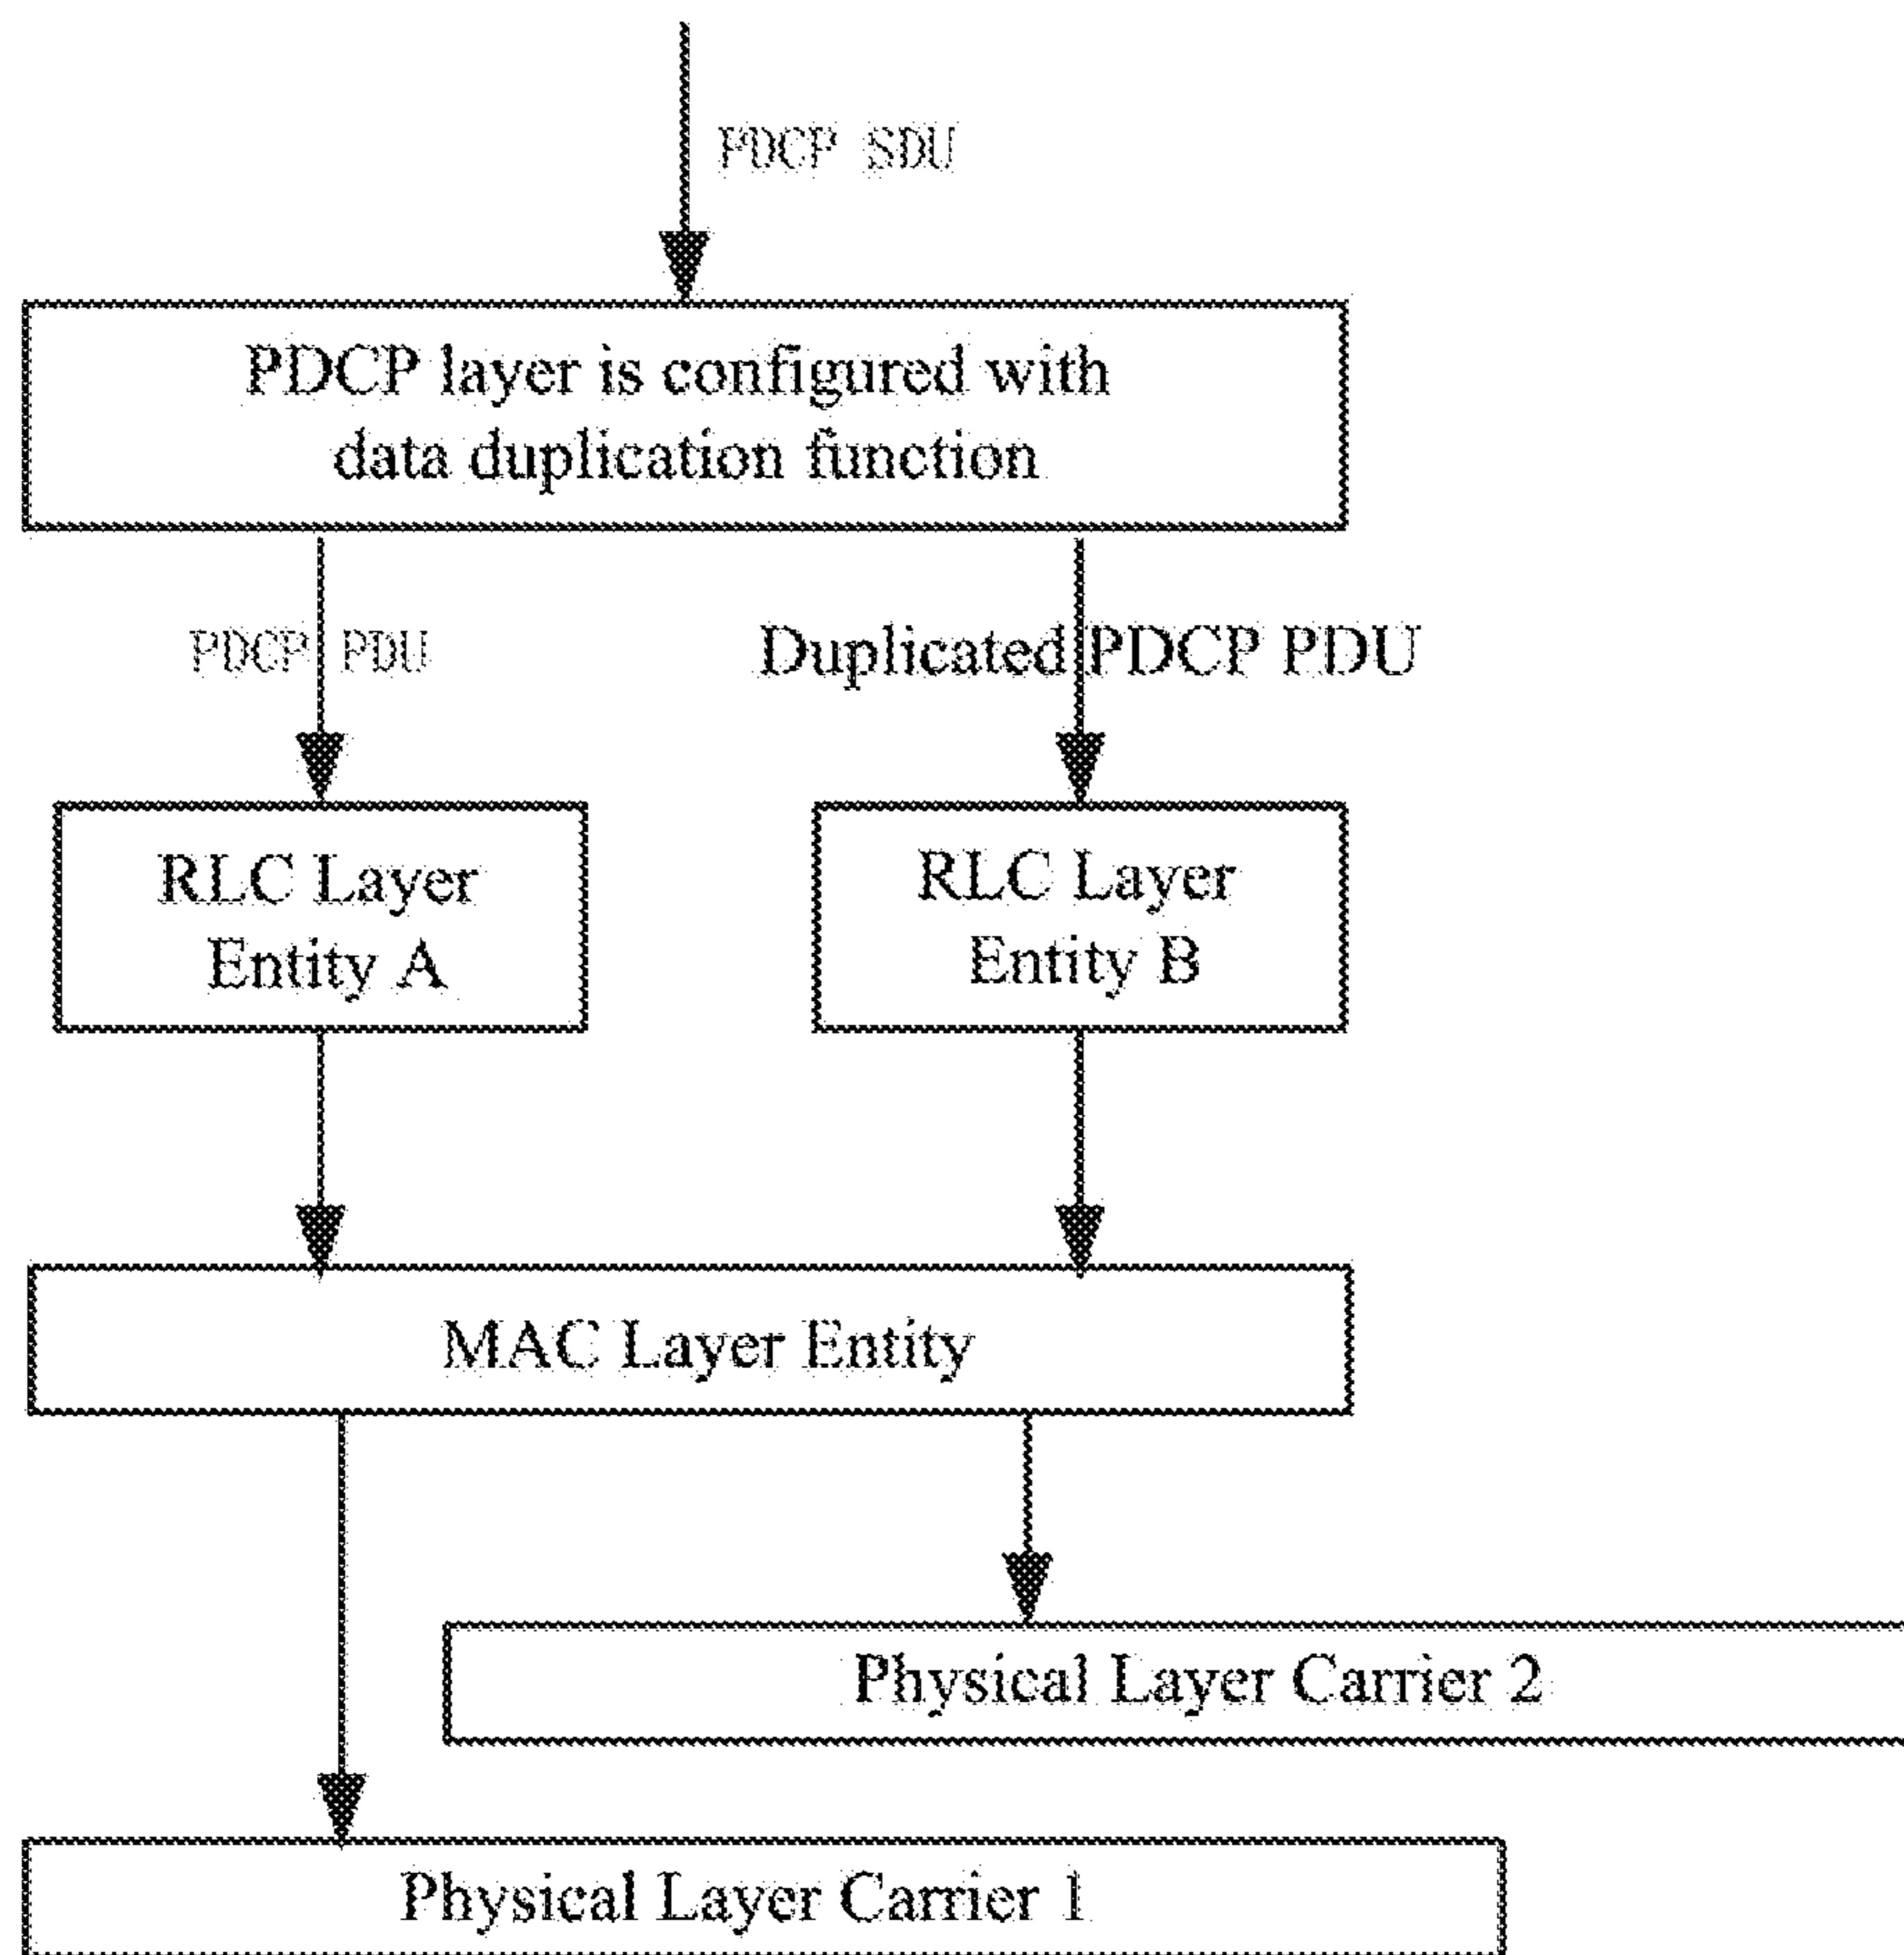 PDCP SDU
PDCP layer is configured with
data duplication function
PDCP PDU
Duplicated PDCP PDU
RLC Layer
Entity A
RLC Layer
Entity B
MAC Layer Entity
Physical Layer Carrier 2
Physical Layer Carrier 1